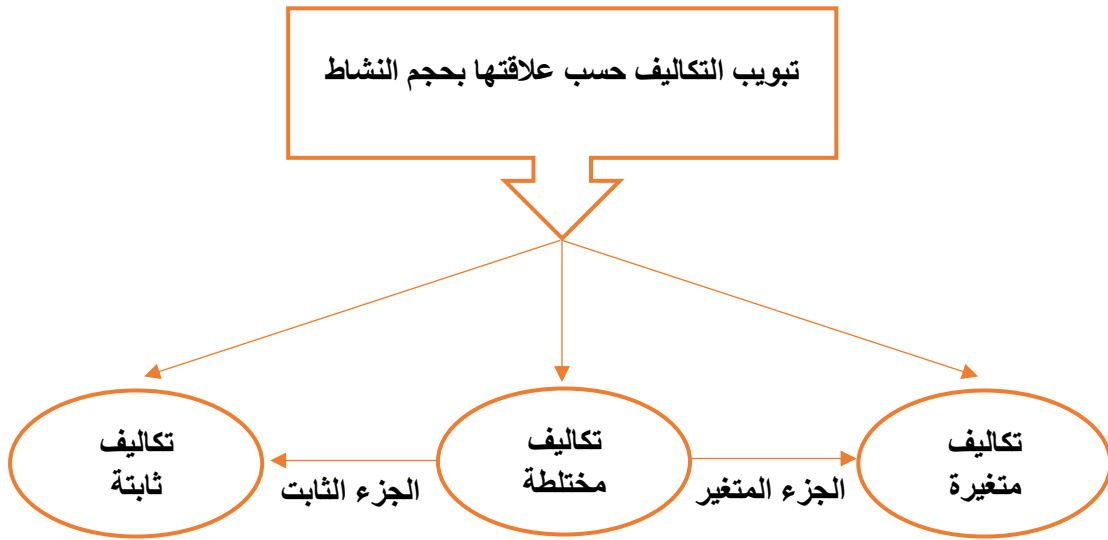 تبويب التكاليف حسب علاقتها بحجم النشاط
تكاليف
متغيرة
الجزء المتغير
تكاليف
مختلطة
الجزء الثابت
تكاليف
ثابتة